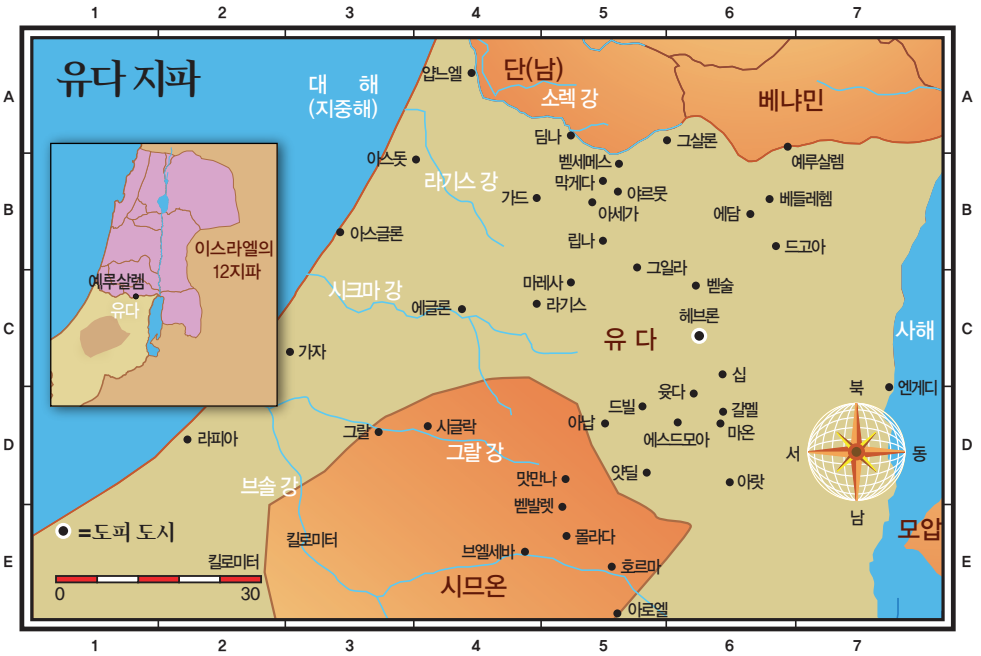 1 2 3 4 5 6 7
유다 지파
대 해
(지중해)
얍느엘
단(남)
소렉 강
베냐민
A
A
딤나
그살론
예루살렘
아스돗
벧세메스
라기스 강
막게다
야르뭇
가드
아세가
베들레헴
에담
B
B
아스글론
립나
드고아
이스라엘의
12지파
예루살렘
유다
그일라
마레사
벧술
시크마 강
에글론
라기스
헤브론
C
C
유 다
사해
가자
십
북
엔게디
윳다
드빌
갈멜
아납
마온
에스드모아
그랄
시글락
라피아
D
D
서
동
그랄 강
얏딜
맛만나
아랏
브솔 강
벧발렛
남
=도피 도시
킬로미터
몰라다
모압
브엘세바
킬로미터
호르마
E
E
0 30
시므온
아로엘
1 2 3 4 5 6 7